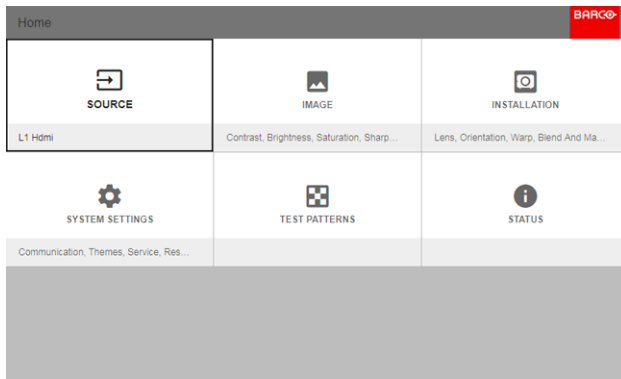 Home
BARCO
SOURCE
IMAGE
INSTALLATION
L1 Hdmi
Contrast, Brightness, Saturation, Sharp...
Lens, Orientation, Warp, Blend And Ma...
SYSTEM SETTINGS
TEST PATTERNS
STATUS
Communication, Themes, Service, Res...